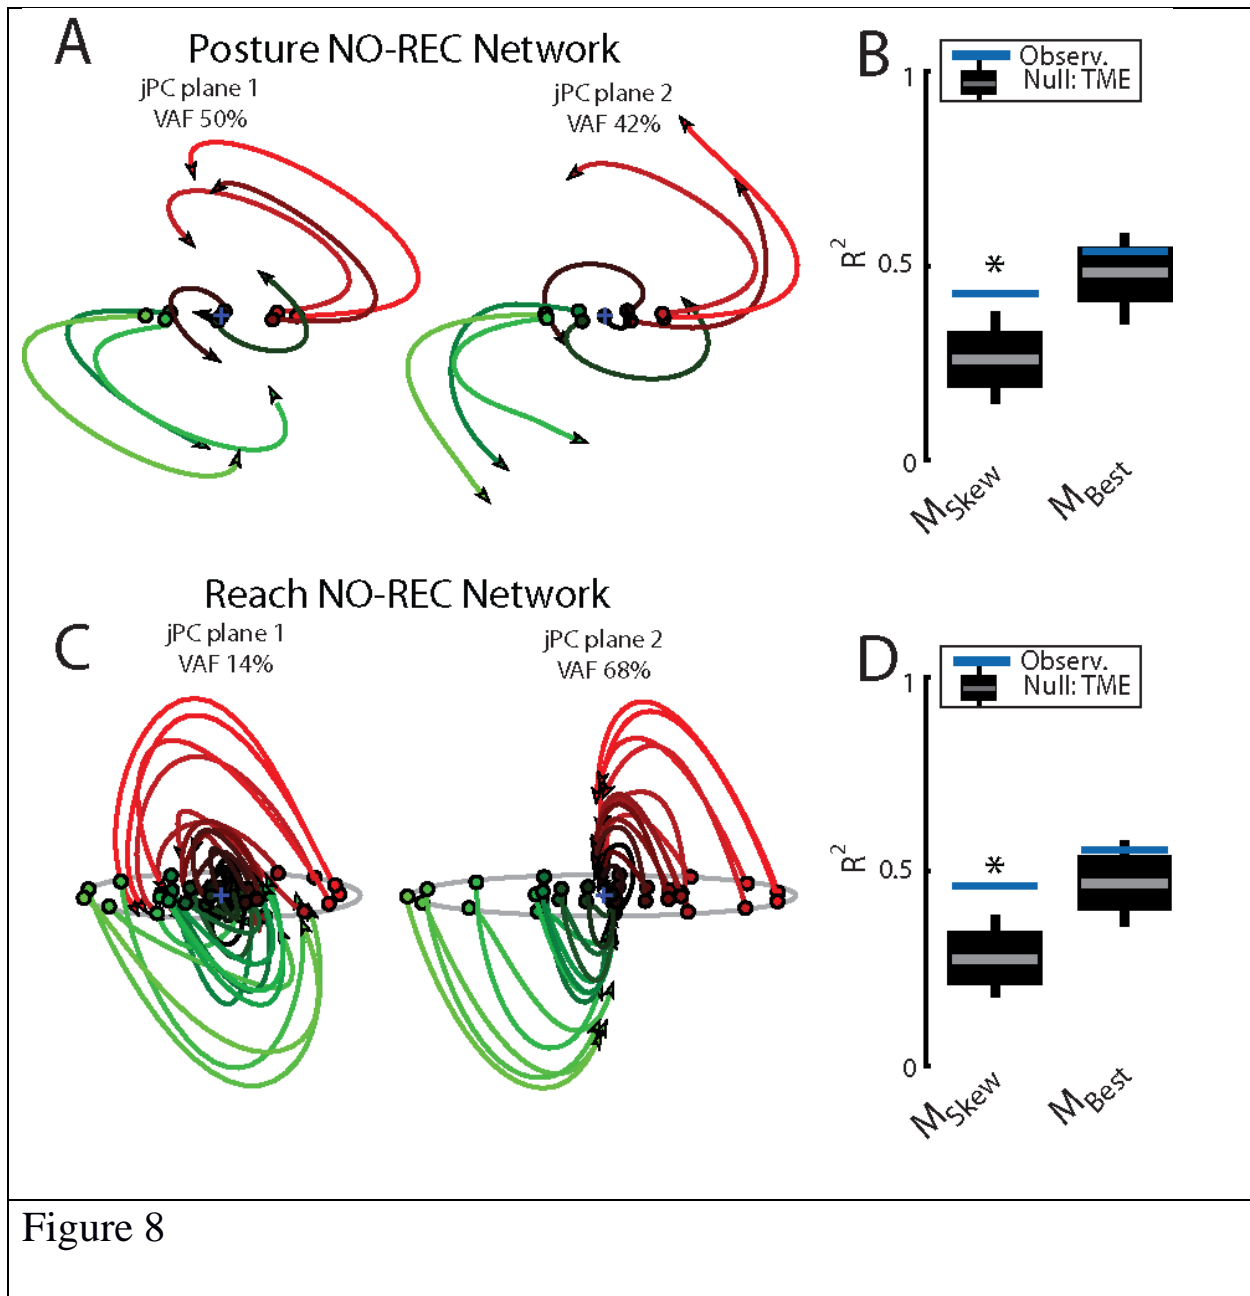 A
Posture NO-REC Network
jPC plane 1
VAF 50%
jPC plane 2
VAF 42%
B
Observ.
Null: TME
1
R2
0.5
*
0
MSkew
MBest
Reach NO-REC Network
C
jPC plane 1
VAF 14%
jPC plane 2
VAF 68%
D
Observ.
Null: TME
1
R2
0.5
*
0
MSkew
MBest
Figure 8